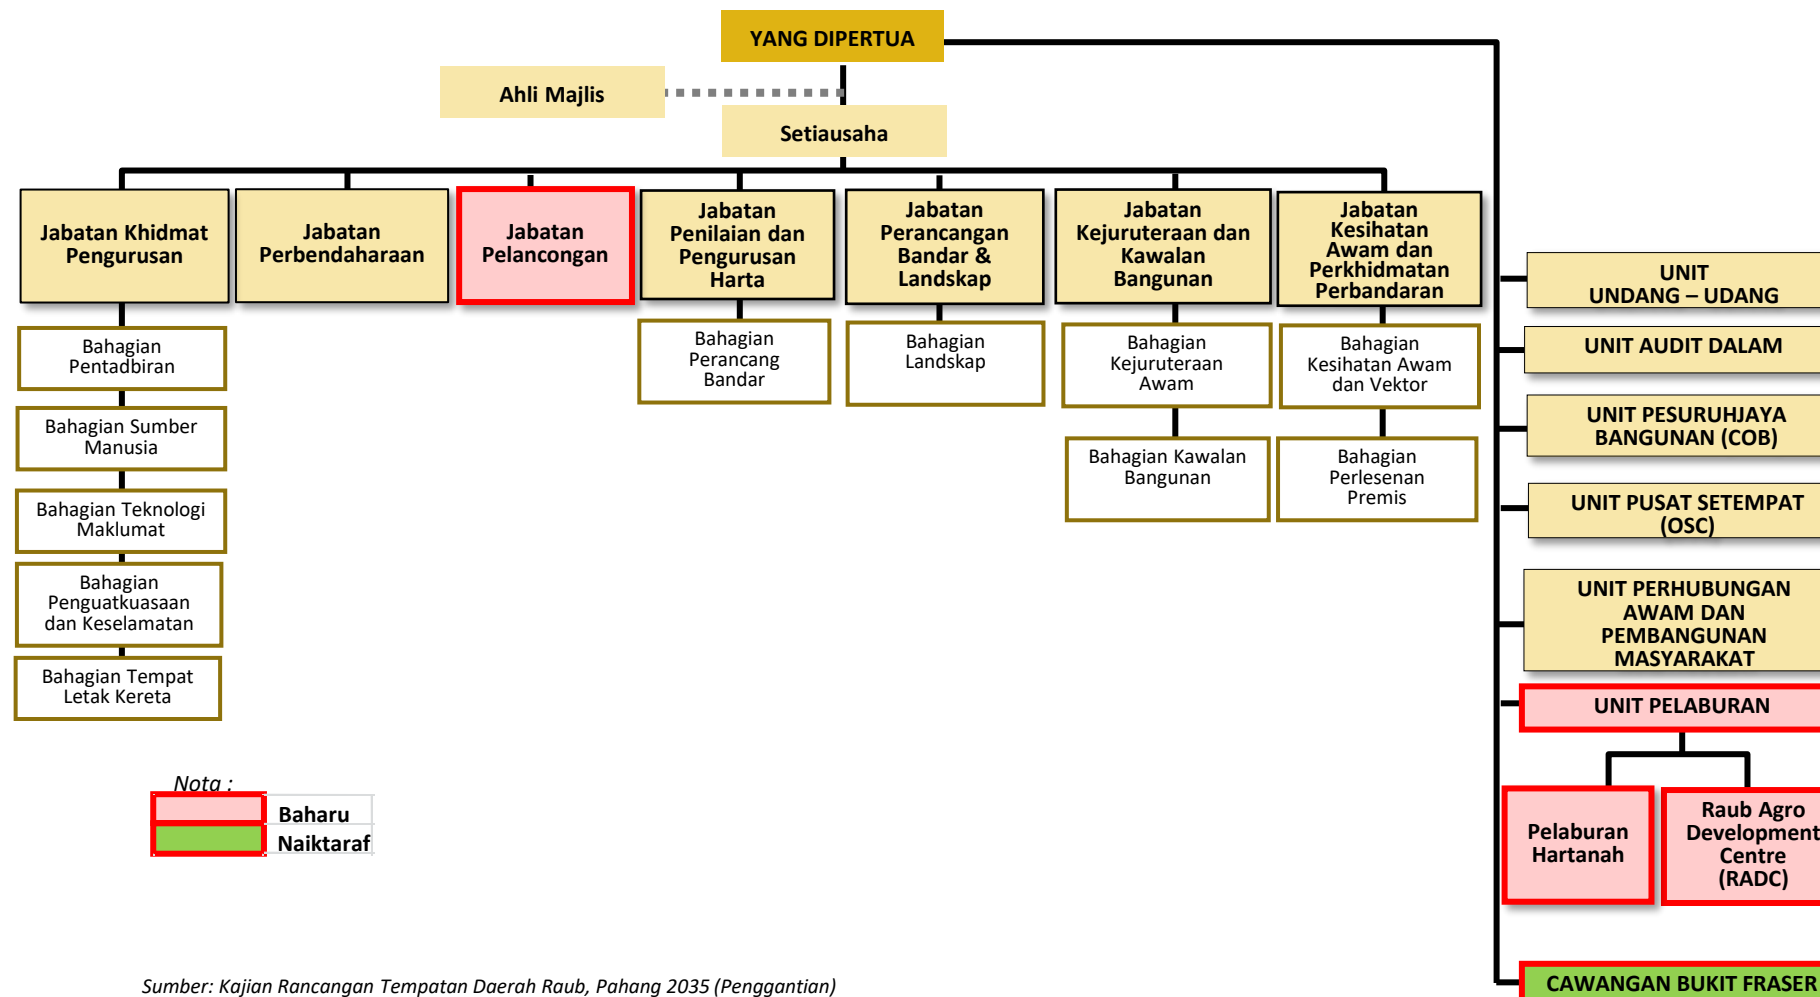 YANG DIPERTUA
Ahli Majlis
Setiausaha
Jabatan Khidmat
Pengurusan
Jabatan
Perbendaharaan
Jabatan
Pelancongan
Jabatan
Penilaian dan
Pengurusan
Harta
Jabatan
Perancangan
Bandar &
Landskap
Jabatan
Kejuruteraan dan
Kawalan
Bangunan
Jabatan
Kesihatan
Awam dan
Perkhidmatan
Perbandaran
Bahagian
Pentadbiran
Bahagian Sumber
Manusia
Bahagian Teknologi
Maklumat
Bahagian
Penguatkuasaan
dan Keselamatan
Bahagian Tempat
Letak Kereta
Bahagian
Perancang
Bandar
Bahagian
Landskap
Bahagian
Kejuruteraan
Awam
Bahagian Kawalan
Bangunan
Bahagian
Kesihatan Awam
dan Vektor
Bahagian
Perlesenan
Premis
UNIT
UNDANG – UDANG
UNIT AUDIT DALAM
UNIT PESURUHJAYA
BANGUNAN (COB)
UNIT PUSAT SETEMPAT
(OSC)
UNIT PERHUBUNGAN
AWAM DAN
PEMBANGUNAN
MASYARAKAT
UNIT PELABURAN
Pelaburan
Hartanah
Raub Agro
Development
Centre
(RADC)
CAWANGAN BUKIT FRASER
Nota :
Baharu
Naiktaraf
Sumber: Kajian Rancangan Tempatan Daerah Raub, Pahang 2035 (Penggantian)